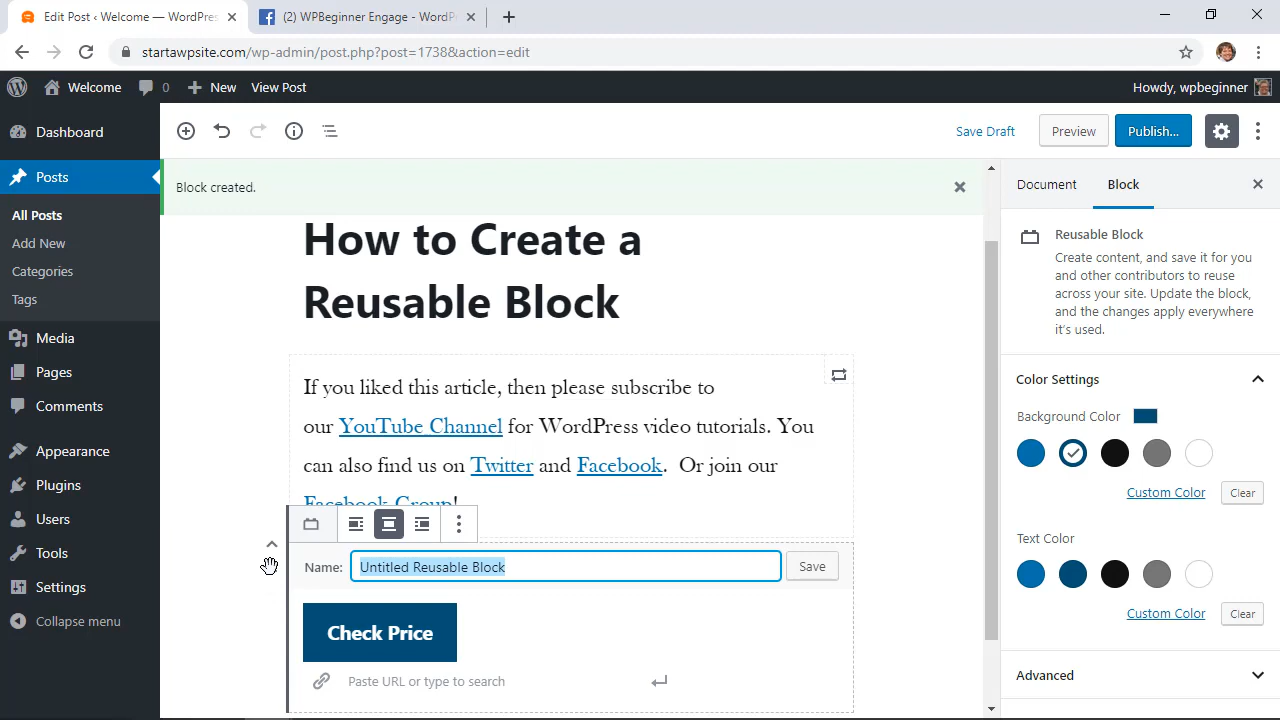 Edit Post ‹ Welcome — WordPres
(2) WPBeginner Engage - WordP
startawpsite.com/wp-admin/post.php?post=1738&action=edit
Welcome 0 New View Post Howdy, wpbeginner
Dashboard
Posts
All Posts
Add New
Categories
Tags
Media
Pages
Comments
Appearance
Plugins
Users
Tools
Settings
Collapse menu
Save Draft Preview Publish...
Block created.
How to Create a
Reusable Block
If you liked this article, then please subscribe to
our YouTube Channel for WordPress video tutorials. You
can also find us on Twitter and Facebook. Or join our
Facebook Group!
Name: Untitled Reusable Block Save
Check Price
Paste URL or type to search
Document Block
Reusable Block
Create content, and save it for you
and other contributors to reuse
across your site. Update the block,
and the changes apply everywhere
it's used.
Color Settings
Background Color
Custom Color Clear
Text Color
Custom Color Clear
Advanced